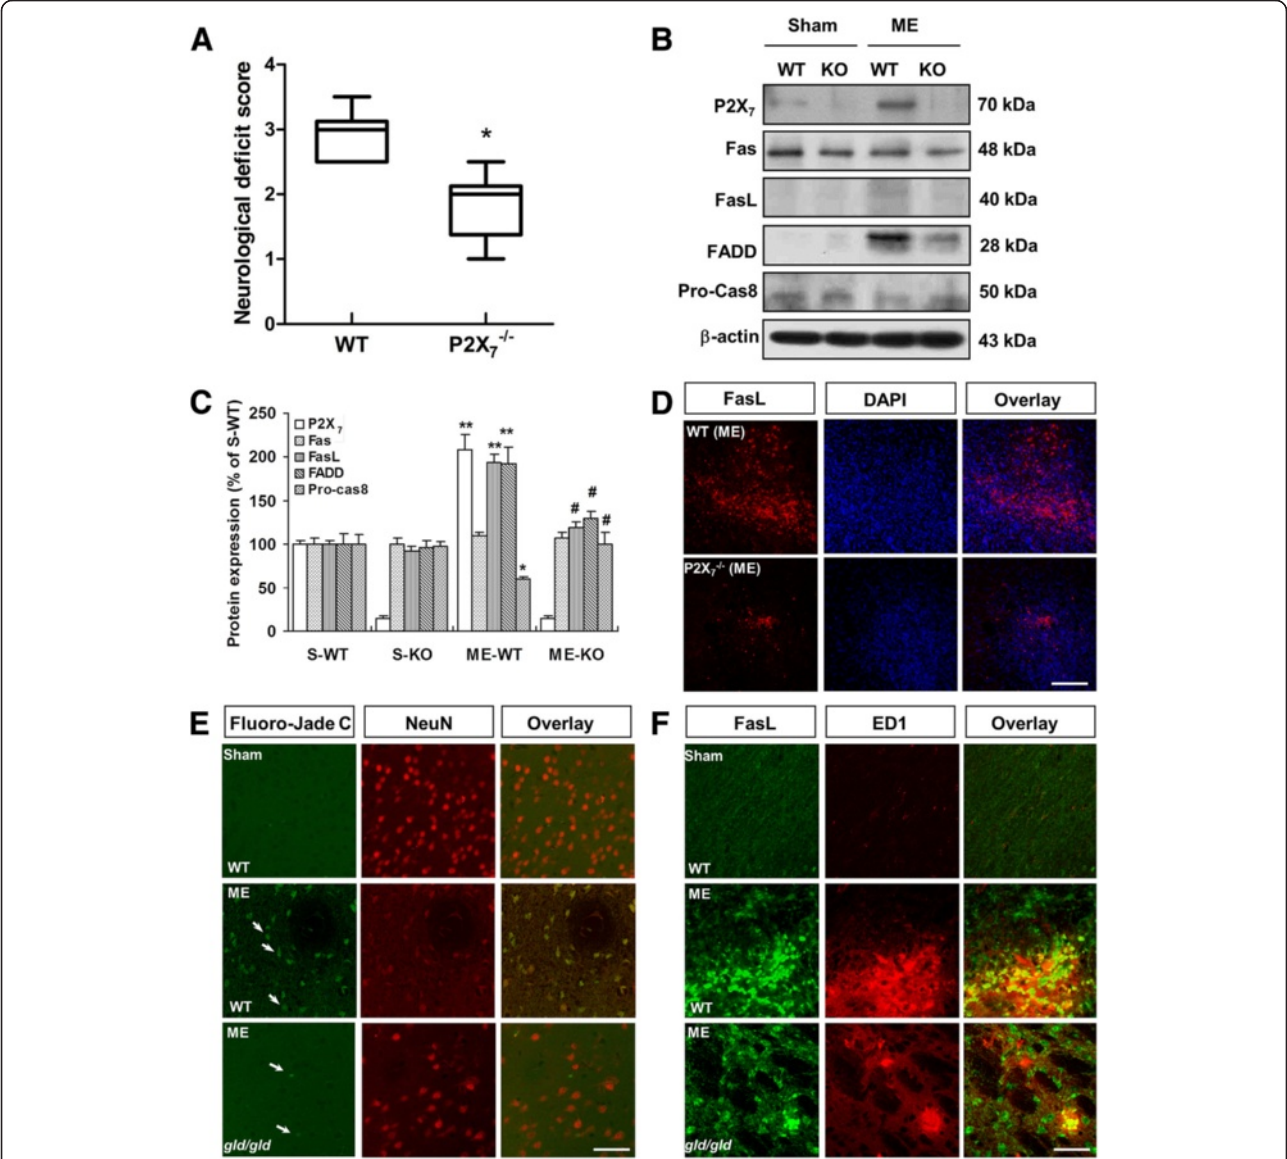 A
Neurological deficit score
4
3
2
1
0
*
WT
P2X₇⁻/⁻
B
Sham ME
WT KO WT KO
P2X₇ 70 kDa
Fas 48 kDa
FasL 40 kDa
FADD 28 kDa
Pro-Cas8 50 kDa
β-actin 43 kDa
C
Protein expression (% of S-WT)
250
200
150
100
50
0
P2X₇
Fas
FasL
FADD
Pro-cas8
** ** ** *
# # #
S-WT S-KO ME-WT ME-KO
D
FasL DAPI Overlay
WT (ME)
P2X₇⁻/⁻ (ME)
E
Fluoro-Jade C NeuN Overlay
Sham
WT
ME
WT
ME
gld/gld
F
FasL ED1 Overlay
Sham
WT
ME
WT
ME
gld/gld